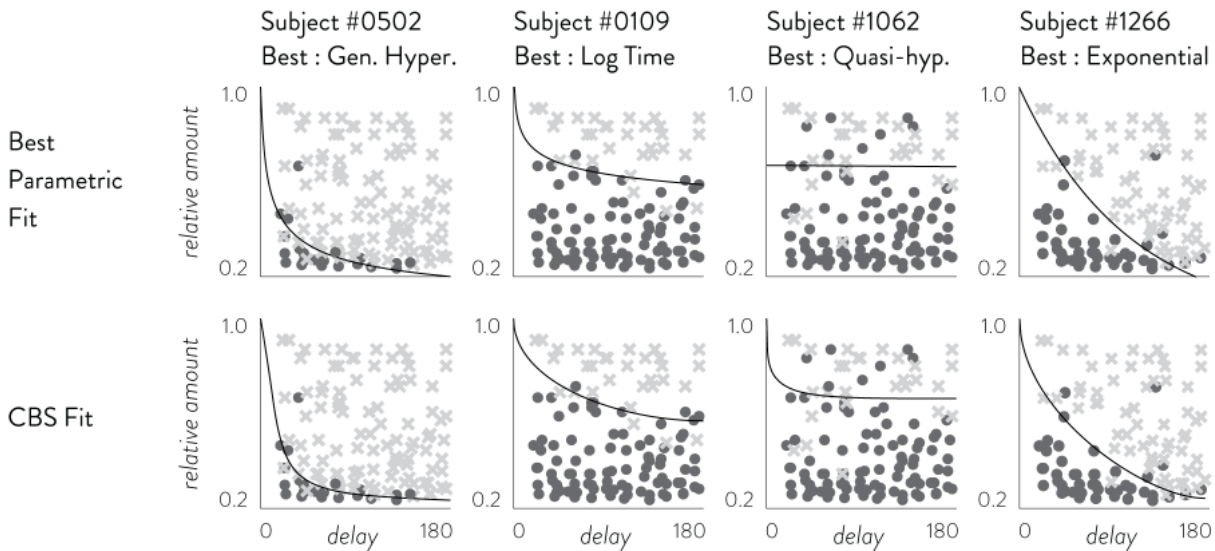 Subject #0502
Best : Gen. Hyper.
Subject #0109
Best : Log Time
Subject #1062
Best : Quasi-hyp.
Subject #1266
Best : Exponential
Best
Parametric
Fit
relative amount
1.0
0.2
1.0
0.2
1.0
0.2
1.0
0.2
CBS Fit
relative amount
1.0
0.2
1.0
0.2
1.0
0.2
1.0
0.2
0 delay 180
0 delay 180
0 delay 180
0 delay 180